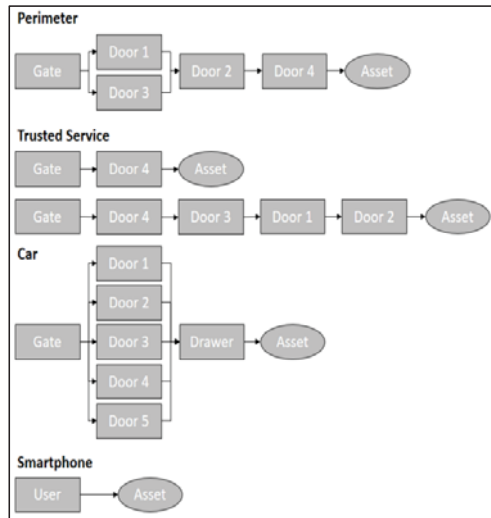 Perimeter
Door 1
Gate
Door 2
Door 4
Asset
Door 3
Trusted Service
Gate
Door 4
Asset
Gate
Door 4
Door 3
Door 1
Door 2
Asset
Car
Door 1
Door 2
Gate
Door 3
Drawer
Asset
Door 4
Door 5
Smartphone
User
Asset